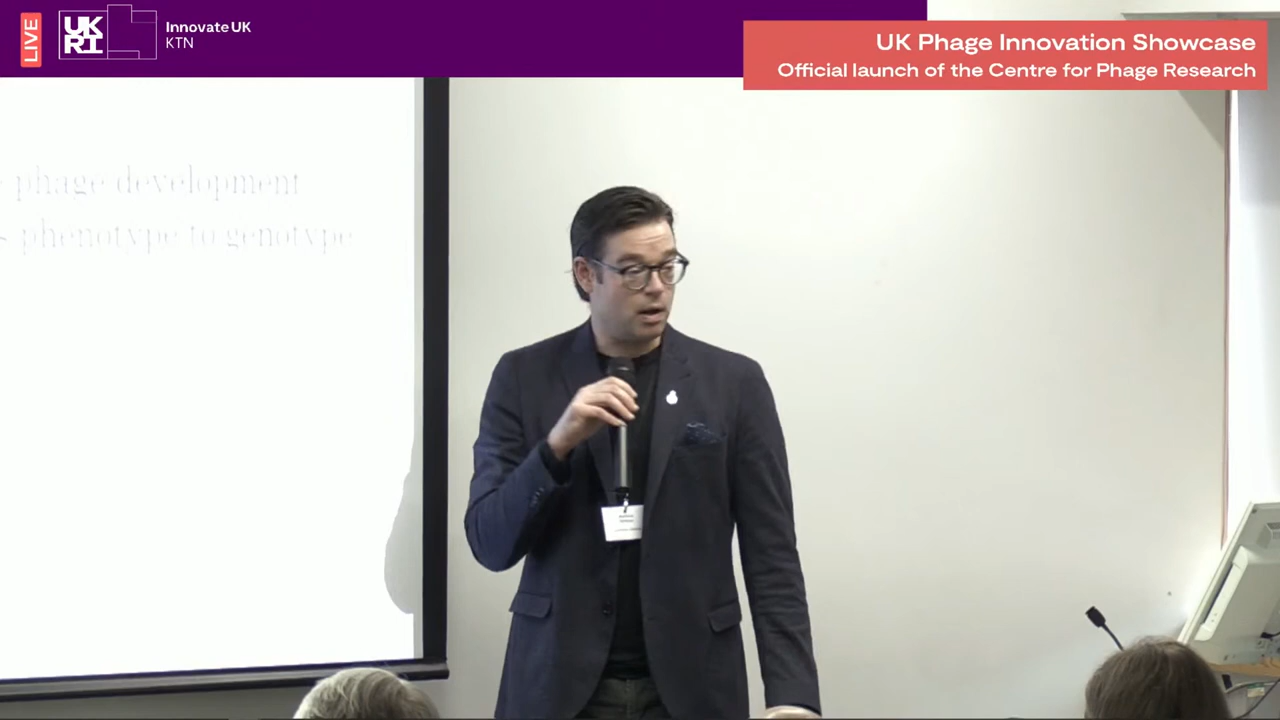 LIVE
UK
RI
Innovate UK
KTN
UK Phage Innovation Showcase
Official launch of the Centre for Phage Research
phage development
phenotype to genotype